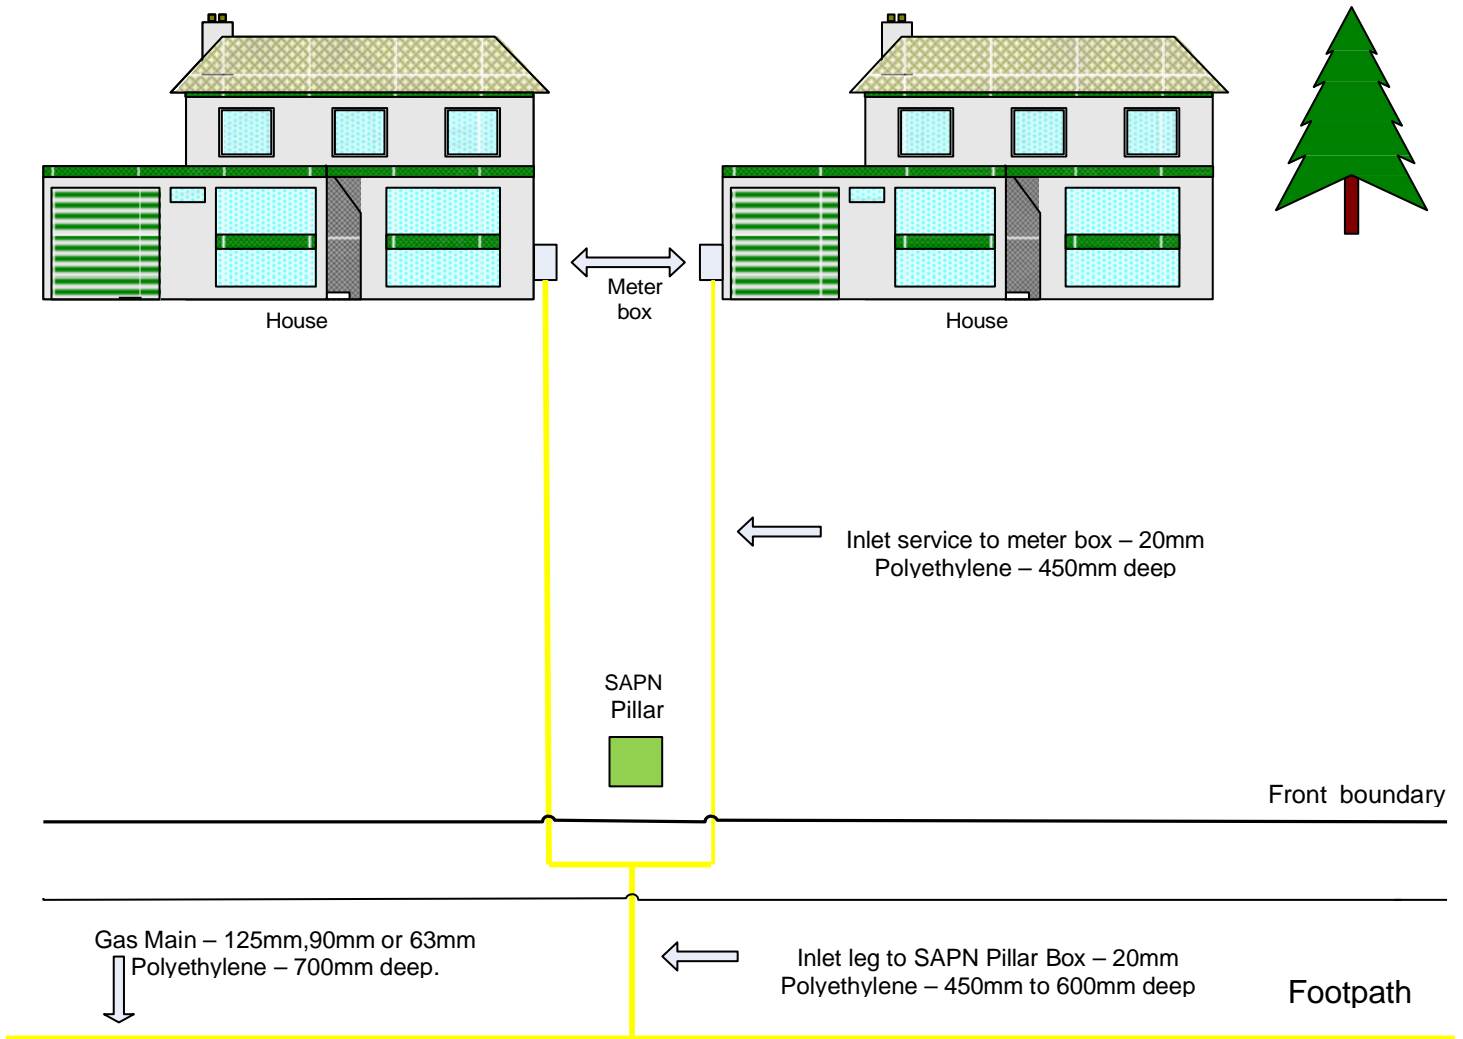 Meter
box
House
House
Inlet service to meter box – 20mm
Polyethylene – 450mm deep
SAPN
Pillar
Front boundary
Gas Main – 125mm,90mm or 63mm
Polyethylene – 700mm deep.
Inlet leg to SAPN Pillar Box – 20mm
Polyethylene – 450mm to 600mm deep
Footpath